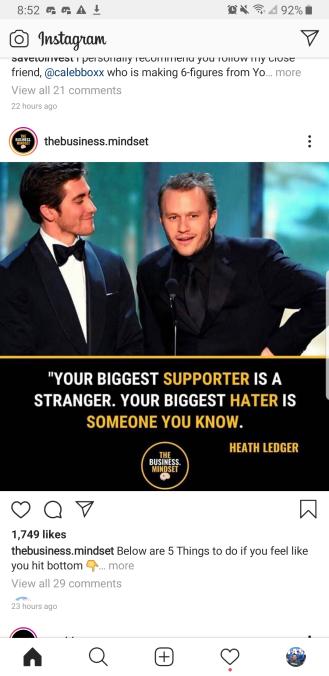 8:52
92%
Instagram
savetoinvest I personally recommend you follow my close
friend, @calebboxx who is making 6-figures from Yo... more
View all 21 comments
22 hours ago
thebusiness.mindset
"YOUR BIGGEST SUPPORTER IS A
STRANGER. YOUR BIGGEST HATER IS
SOMEONE YOU KNOW.
HEATH LEDGER
THE
BUSINESS.
MINDSET
1,749 likes
thebusiness.mindset Below are 5 Things to do if you feel like
you hit bottom 👇... more
View all 29 comments
23 hours ago